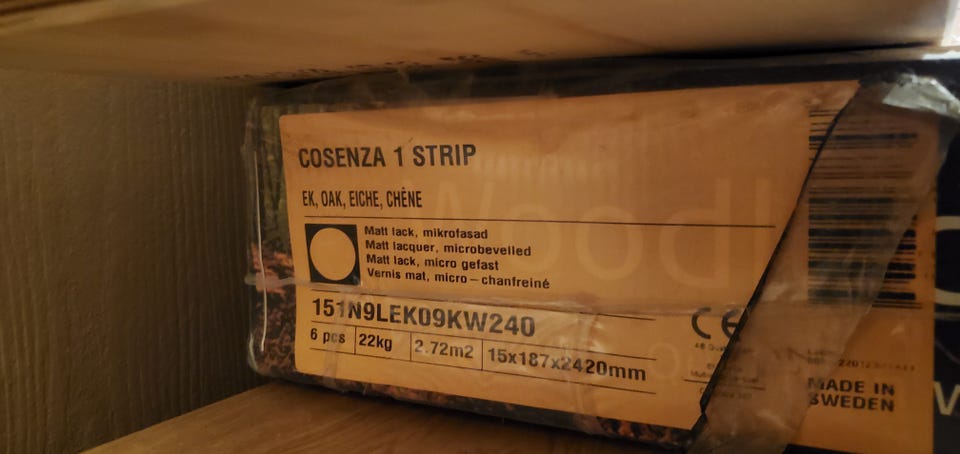 COSENZA 1 STRIP
EK, OAK, EICHE, CHÊNE
Matt lack, mikrofasad
Matt lacquer, microbevelled
Matt lack, micro gefast
Vernis mat, micro-chanfreiné
151N9LEK09KW240
6 pcs 22kg 2.72m2 15x187x2420mm
CE
MADE IN
SWEDEN